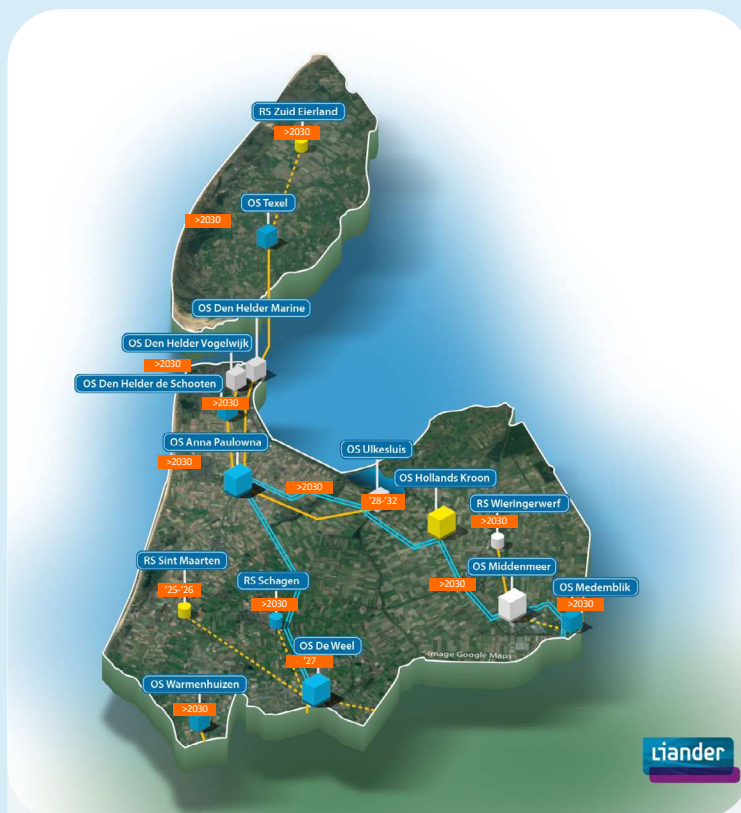 RS Zuid Eierland
>2030
OS Texel
>2030
OS Den Helder Marine
OS Den Helder Vogelwijk
>2030
OS Den Helder de Schooten
>2030
OS Anna Paulowna
>2030
OS Ulkesluis
>2030
'28-'32
OS Hollands Kroon
RS Wieringerwerf
>2030
RS Sint Maarten
'25-'26
RS Schagen
>2030
OS Middenmeer
>2030
OS Medemblik
>2030
OS De Weel
'27
Image Google Maps
OS Warmenhuizen
>2030
Liander